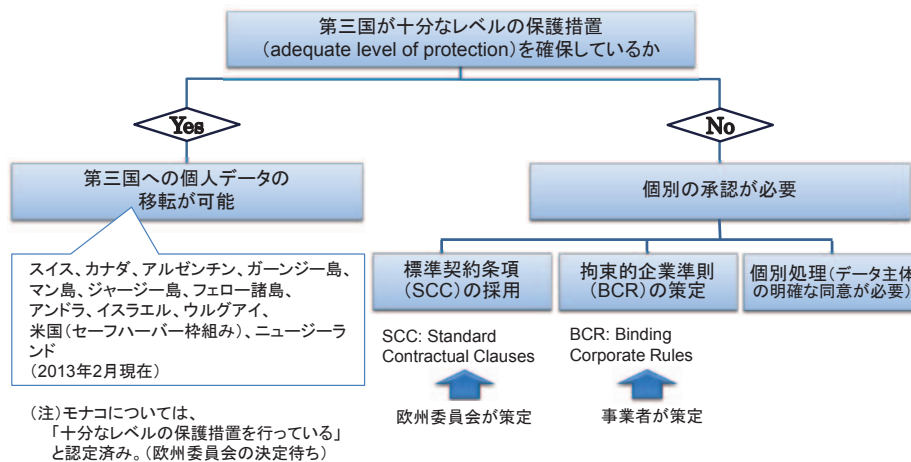 第三国が十分なレベルの保護措置
(adequate level of protection)を確保しているか
Yes
No
第三国への個人データの
移転が可能
個別の承認が必要
スイス、カナダ、アルゼンチン、ガーンジー島、
マン島、ジャージー島、フェロー諸島、
アンドラ、イスラエル、ウルグアイ、
米国(セーフハーバー枠組み)、ニュージーラ
ンド
(2013年2月現在)
標準契約条項
(SCC)の採用
拘束的企業準則
(BCR)の策定
個別処理(データ主体
の明確な同意が必要)
SCC: Standard
Contractual Clauses
BCR: Binding
Corporate Rules
欧州委員会が策定
事業者が策定
(注)モナコについては、
「十分なレベルの保護措置を行っている」
と認定済み。(欧州委員会の決定待ち)